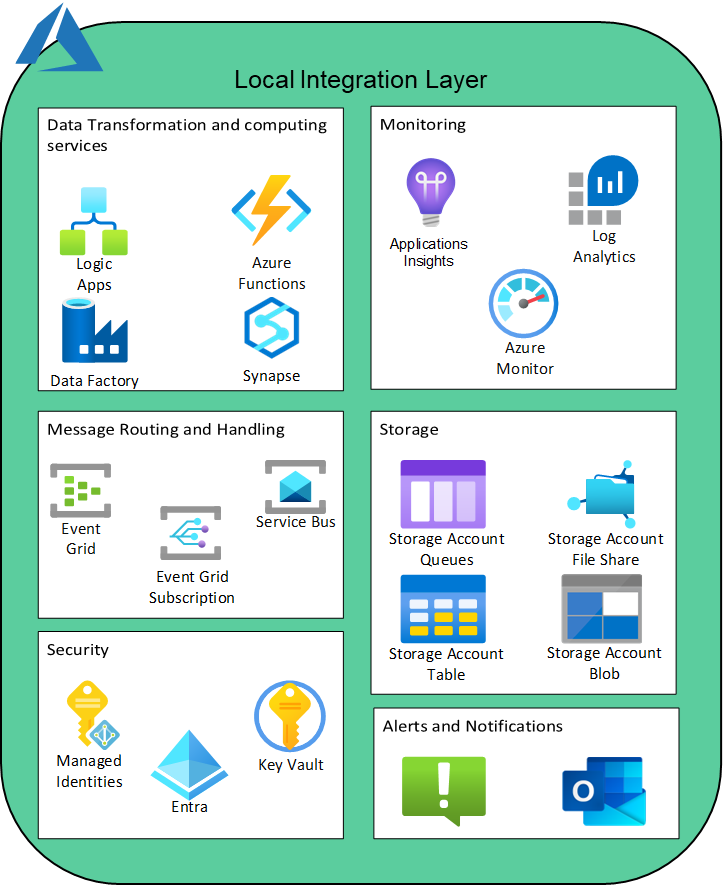 Local Integration Layer
Data Transformation and computing
services
Logic
Apps
Azure
Functions
Data Factory
Synapse
Monitoring
Applications
Insights
Log
Analytics
Azure
Monitor
Message Routing and Handling
Event
Grid
Event Grid
Subscription
Service Bus
Storage
Storage Account
Queues
Storage Account
File Share
Storage Account
Table
Storage Account
Blob
Security
Managed
Identities
Entra
Key Vault
Alerts and Notifications
!
O